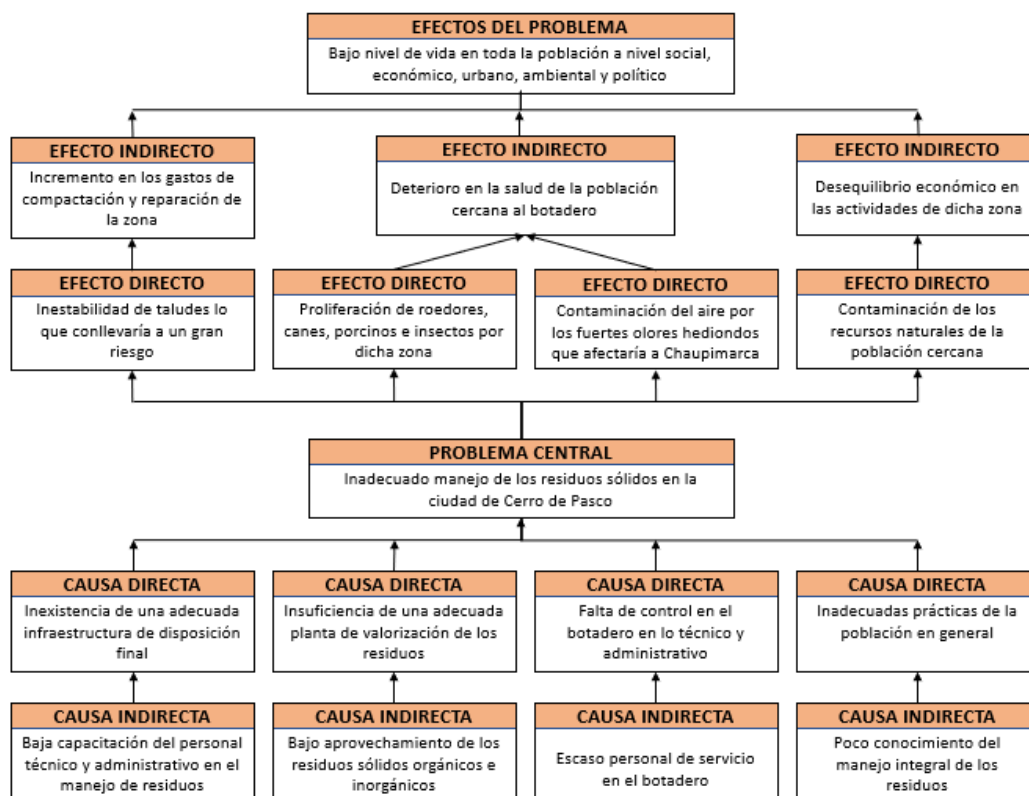 EFECTOS DEL PROBLEMA
Bajo nivel de vida en toda la población a nivel social,
económico, urbano, ambiental y político
EFECTO INDIRECTO
Incremento en los gastos de
compactación y reparación de
la zona
EFECTO INDIRECTO
Deterioro en la salud de la población
cercana al botadero
EFECTO INDIRECTO
Desequilibrio económico en
las actividades de dicha zona
EFECTO DIRECTO
Inestabilidad de taludes lo
que conllevaría a un gran
riesgo
EFECTO DIRECTO
Proliferación de roedores,
canes, porcinos e insectos por
dicha zona
EFECTO DIRECTO
Contaminación del aire por
los fuertes olores hediondos
que afectaría a Chaupimarca
EFECTO DIRECTO
Contaminación de los
recursos naturales de la
población cercana
PROBLEMA CENTRAL
Inadecuado manejo de los residuos sólidos en la
ciudad de Cerro de Pasco
CAUSA DIRECTA
Inexistencia de una adecuada
infraestructura de disposición
final
CAUSA DIRECTA
Insuficiencia de una adecuada
planta de valorización de los
residuos
CAUSA DIRECTA
Falta de control en el
botadero en lo técnico y
administrativo
CAUSA DIRECTA
Inadecuadas prácticas de la
población en general
CAUSA INDIRECTA
Baja capacitación del personal
técnico y administrativo en el
manejo de residuos
CAUSA INDIRECTA
Bajo aprovechamiento de los
residuos sólidos orgánicos e
inorgánicos
CAUSA INDIRECTA
Escaso personal de servicio
en el botadero
CAUSA INDIRECTA
Poco conocimiento del
manejo integral de los
residuos